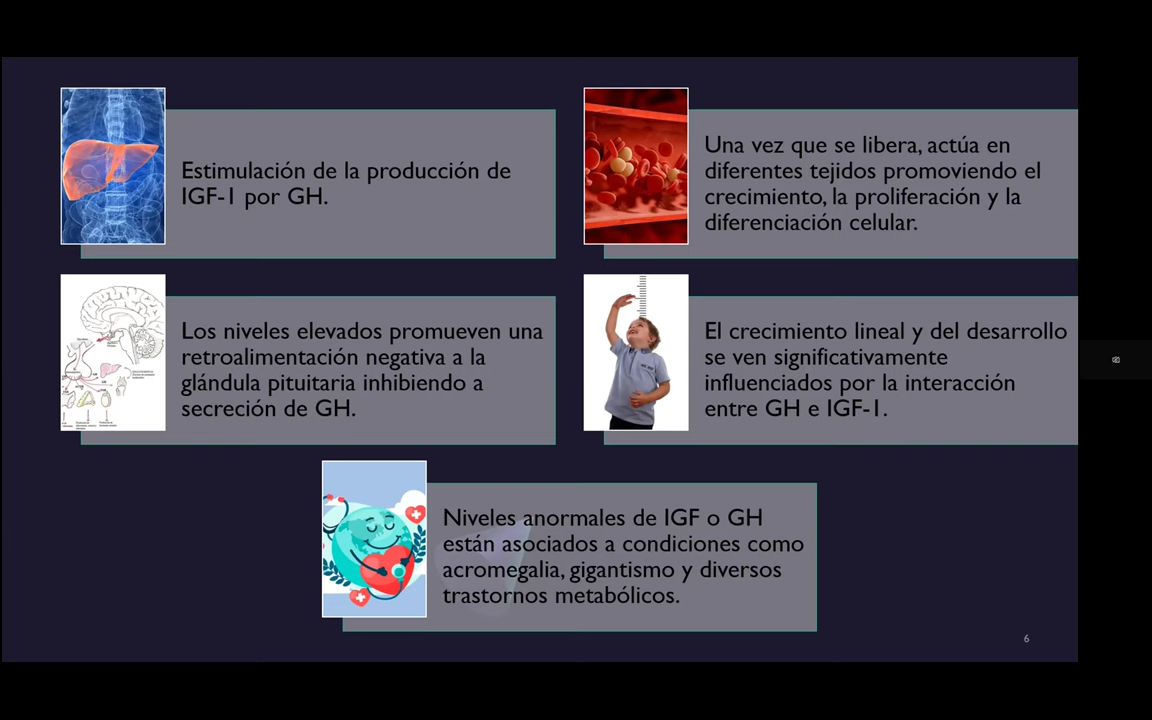 Estimulación de la producción de
IGF-1 por GH.
Una vez que se libera, actúa en
diferentes tejidos promoviendo el
crecimiento, la proliferación y la
diferenciación celular.
Los niveles elevados promueven una
retroalimentación negativa a la
glándula pituitaria inhibiendo a
secreción de GH.
El crecimiento lineal y del desarrollo
se ven significativamente
influenciados por la interacción
entre GH e IGF-1.
Niveles anormales de IGF o GH
están asociados a condiciones como
acromegalia, gigantismo y diversos
trastornos metabólicos.
6